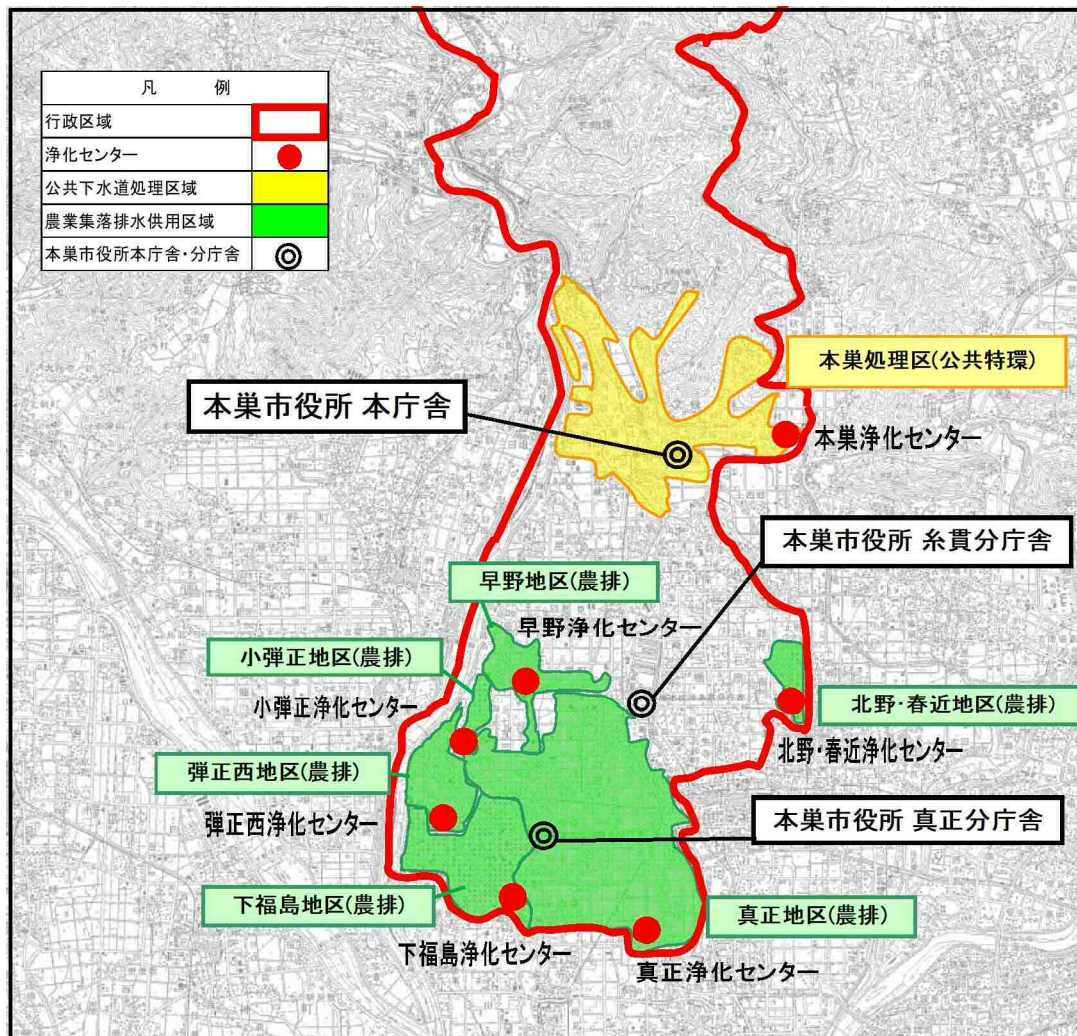 凡 例
行政区域
浄化センター
公共下水道処理区域
農業集落排水供用区域
本巣市役所本庁舎・分庁舎
本巣処理区(公共特環)
本巣市役所 本庁舎
本巣浄化センター
本巣市役所 糸貫分庁舎
早野地区(農排)
早野浄化センター
小弾正地区(農排)
小弾正浄化センター
北野・春近地区(農排)
北野・春近浄化センター
弾正西地区(農排)
弾正西浄化センター
本巣市役所 真正分庁舎
下福島地区(農排)
真正地区(農排)
下福島浄化センター
真正浄化センター